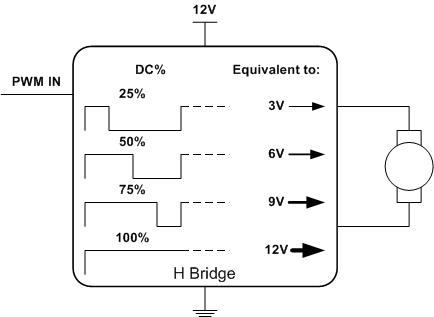 12V
DC% Equivalent to:
PWM IN
25% 3V
50% 6V
75% 9V
100% 12V
H Bridge